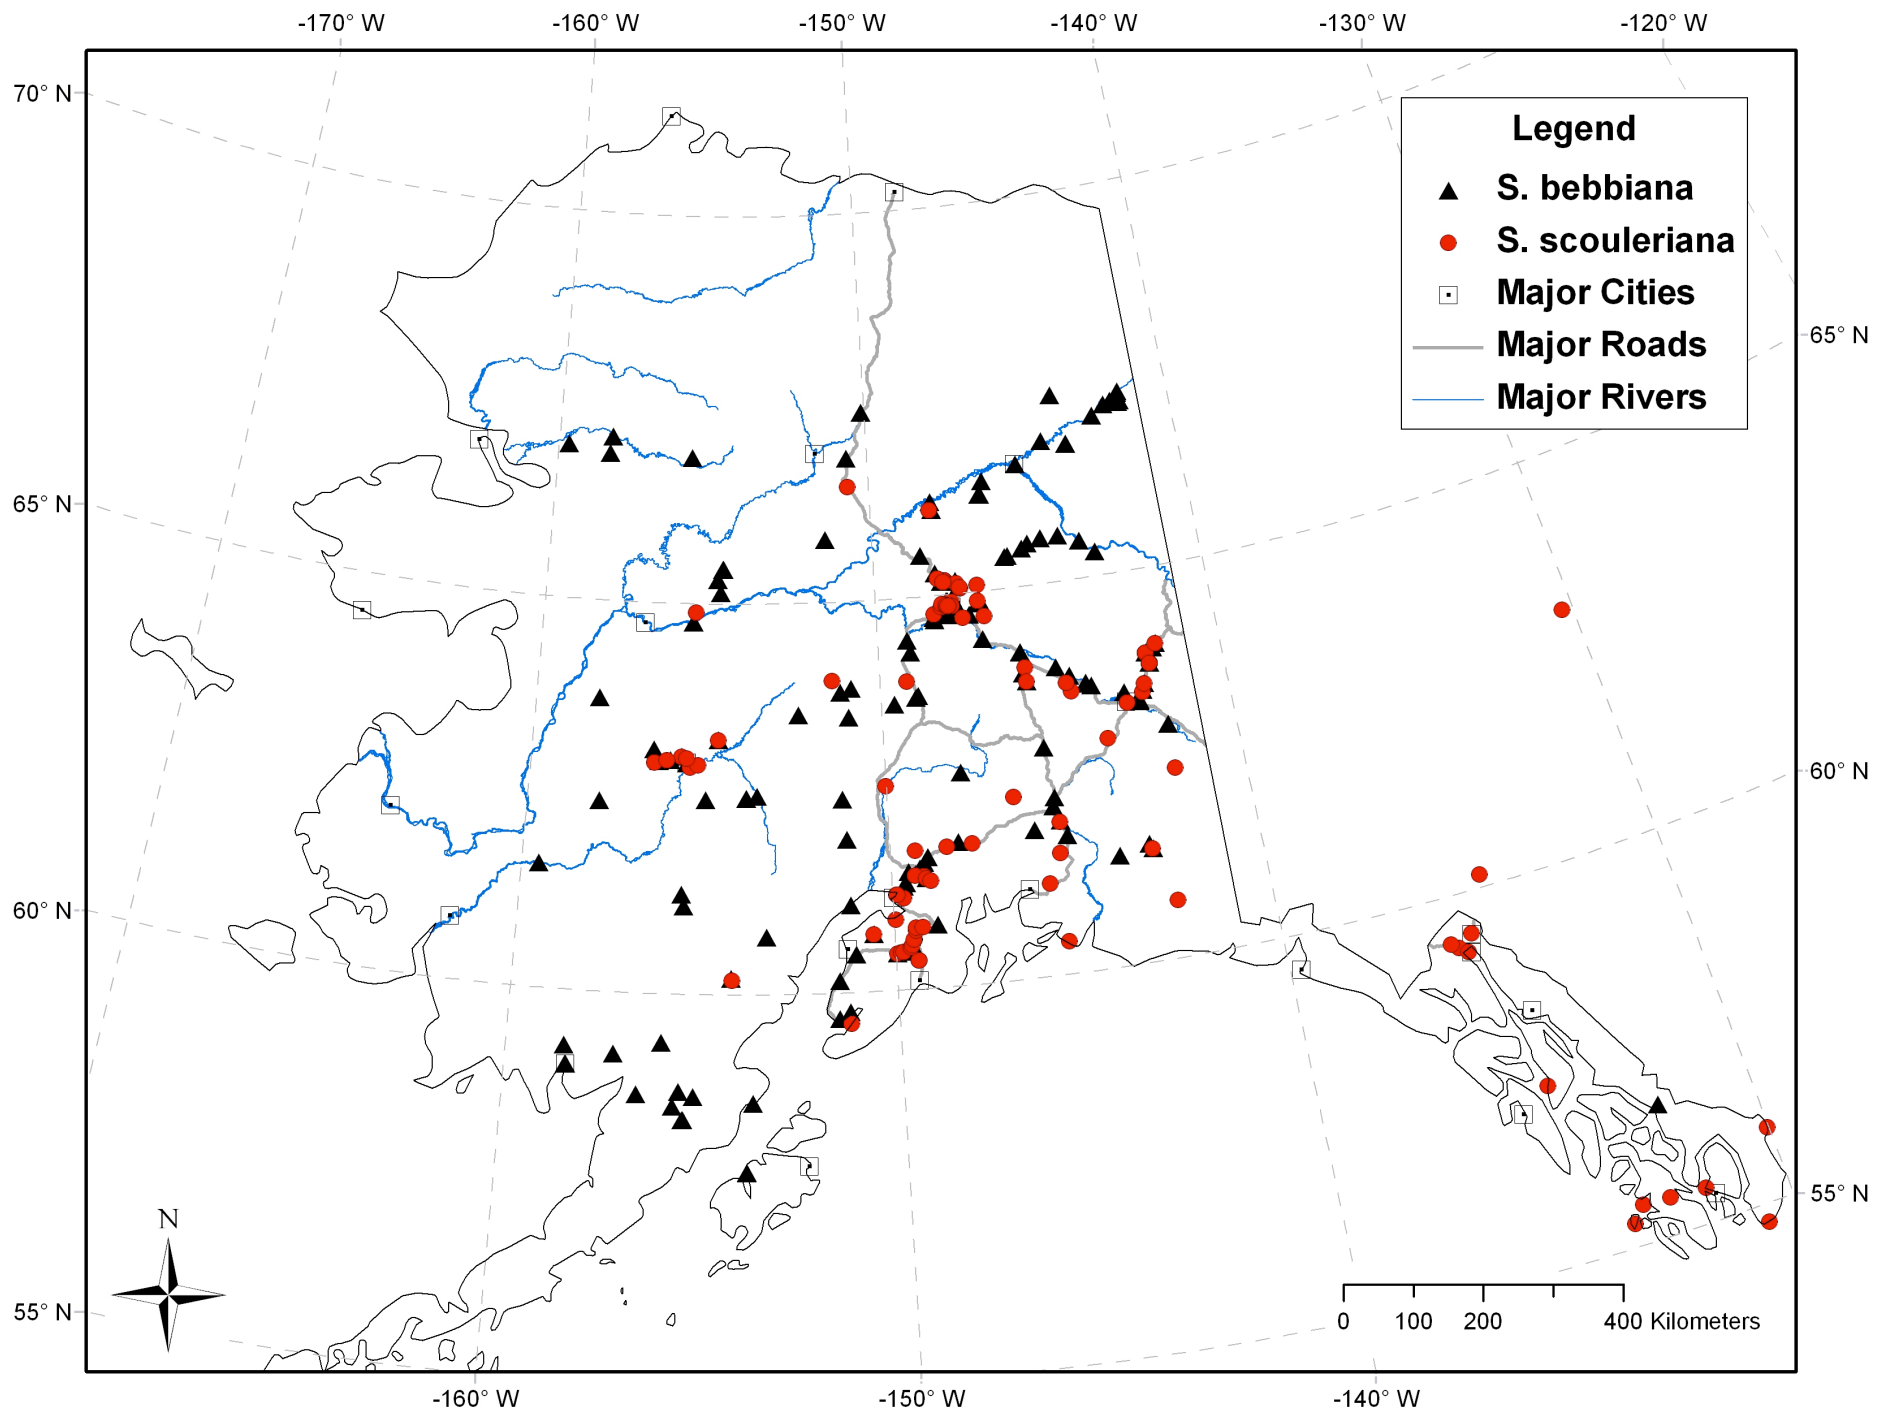 -170° W -160° W -150° W -140° W -130° W -120° W
70° N
Legend
S. bebbiana
S. scouleriana
Major Cities
Major Roads
Major Rivers
65° N
65° N
60° N
60° N
55° N
N
55° N
0 100 200 400 Kilometers
-160° W -150° W -140° W